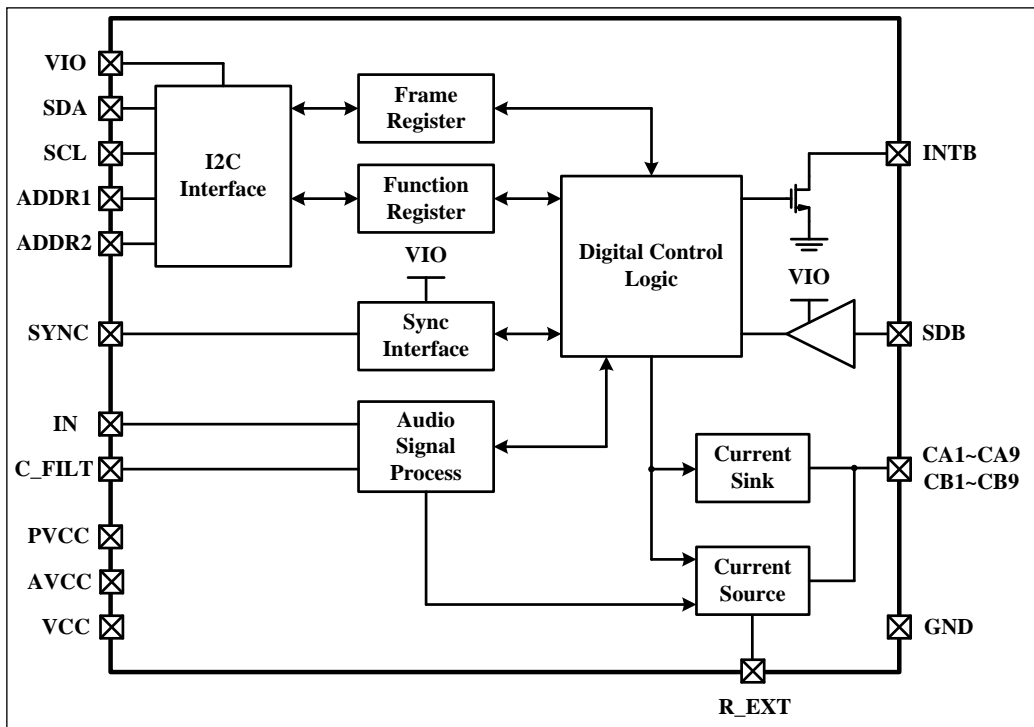 VIO
SDA
SCL
ADDR1
ADDR2
SYNC
IN
C_FILT
PVCC
AVCC
VCC
I2C
Interface
Frame
Register
Function
Register
VIO
Sync
Interface
Audio
Signal
Process
Digital Control
Logic
VIO
Current
Sink
Current
Source
INTB
SDB
CA1~CA9
CB1~CB9
GND
R_EXT